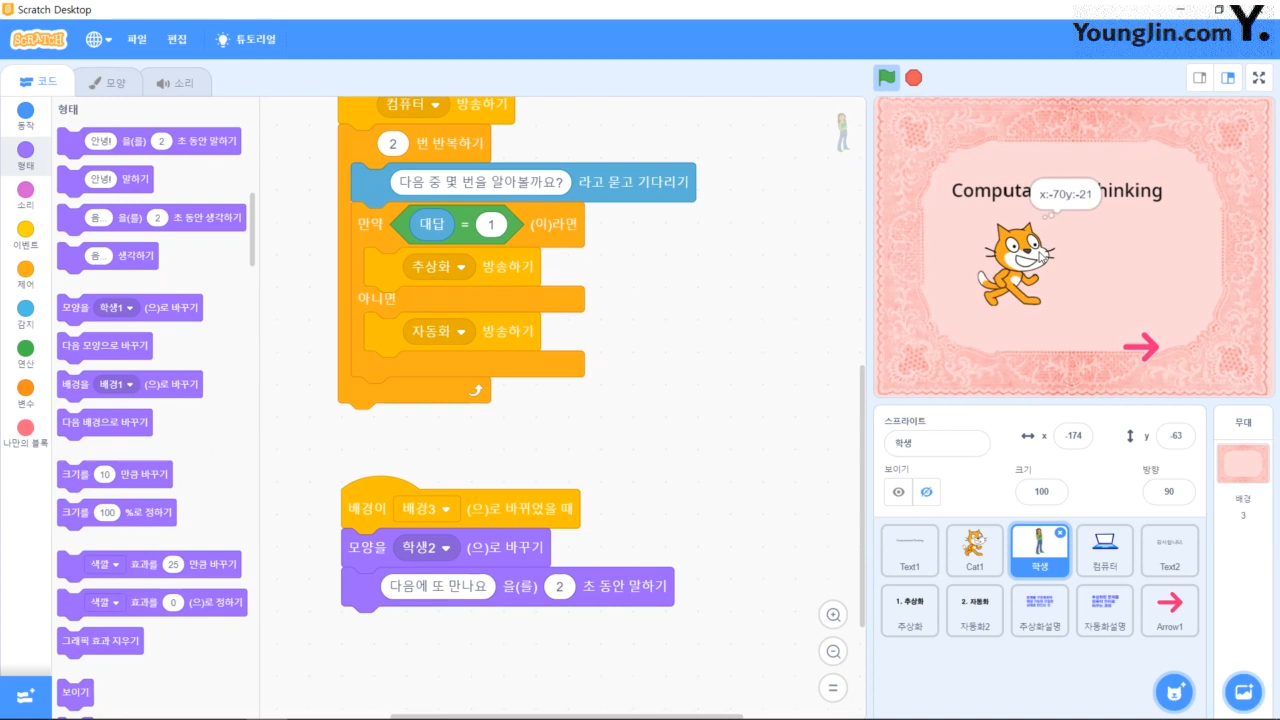 Scratch Desktop
SCRATCH
파일
편집
튜토리얼
YoungJin.com Y.
코드
모양
소리
동작
형태
소리
이벤트
제어
감지
연산
변수
나만의 블록
형태
안녕! 을(를) 2 초 동안 말하기
안녕! 말하기
음... 을(를) 2 초 동안 생각하기
음... 생각하기
모양을 학생1 (으)로 바꾸기
다음 모양으로 바꾸기
배경을 배경1 (으)로 바꾸기
다음 배경으로 바꾸기
크기를 10 만큼 바꾸기
크기를 100 %로 정하기
색깔 효과를 25 만큼 바꾸기
색깔 효과를 0 (으)로 정하기
그래픽 효과 지우기
보이기
컴퓨터 방송하기
2 번 반복하기
다음 중 몇 번을 알아볼까요? 라고 묻고 기다리기
만약 대답 = 1 (이)라면
추상화 방송하기
아니면
자동화 방송하기
배경이 배경3 (으)로 바뀌었을 때
모양을 학생2 (으)로 바꾸기
다음에 또 만나요 을(를) 2 초 동안 말하기
Computa hinking
x:-70y:-21
스프라이트
학생
x -174
y -63
보이기
크기
100
방향
90
Text1
Cat1
학생
컴퓨터
감사합니다.
Text2
1. 추상화
추상화
2. 자동화
자동화2
추상화설명
자동화설명
Arrow1
무대
배경
3